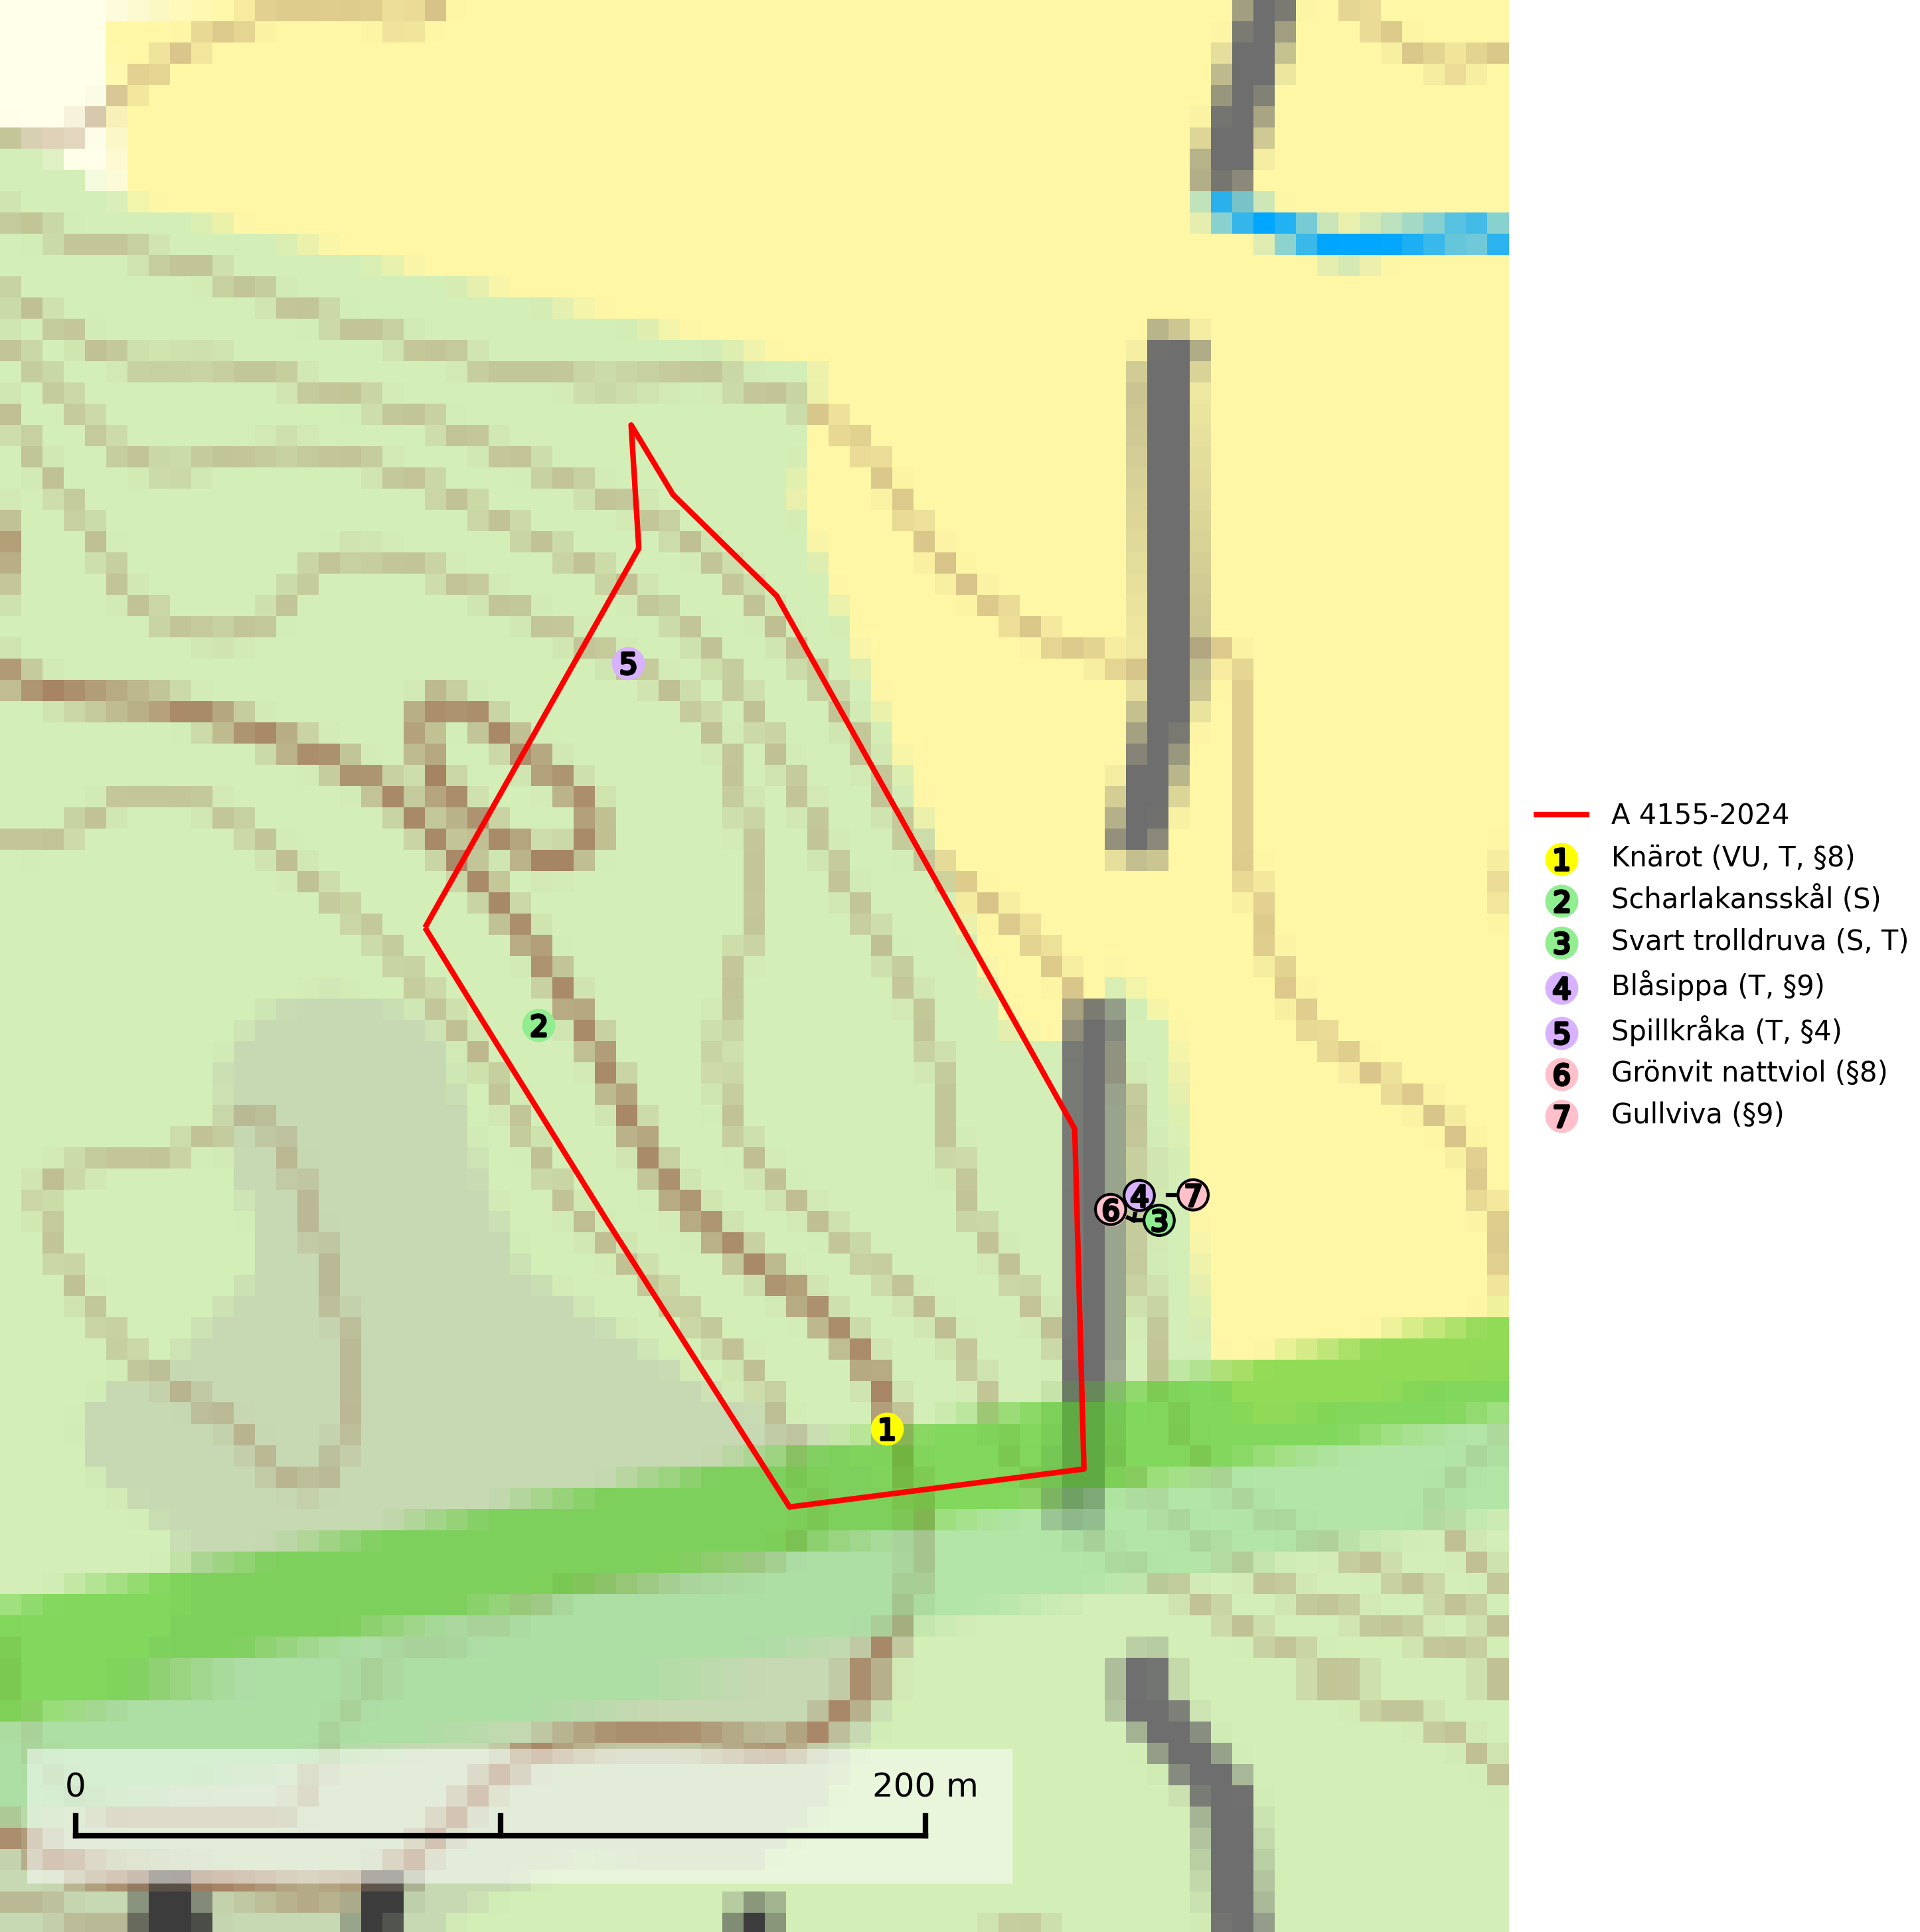 5
2
4
7
6
3
1
0
200 m
A 4155-2024
1 Knärot (VU, T, §8)
2 Scharlakansskål (S)
3 Svart trolldruva (S, T)
4 Blåsippa (T, §9)
5 Spillkråka (T, §4)
6 Grönvit nattviol (§8)
7 Gullviva (§9)